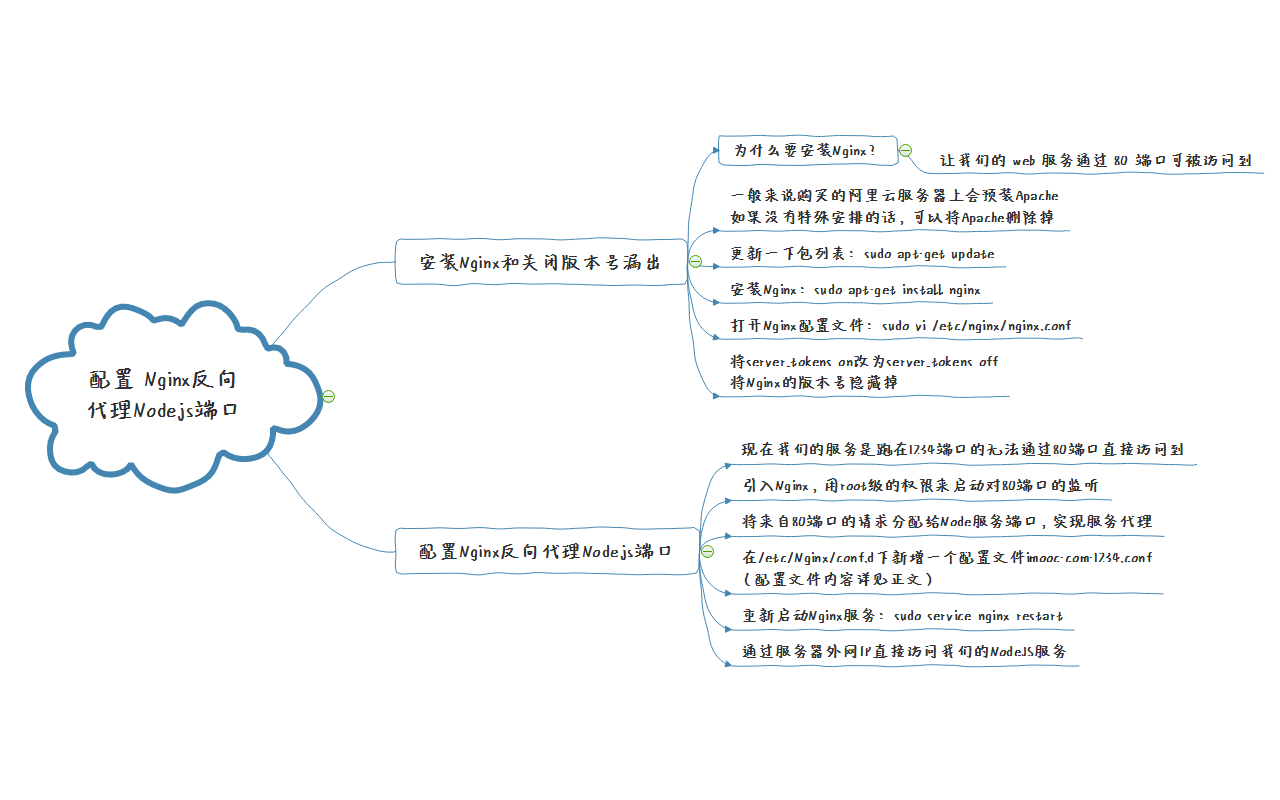 配置 Nginx反向
代理Nodejs端口
安装Nginx和关闭版本号漏出
为什么要安装Nginx？
让我们的 web 服务通过 80 端口可被访问到
一般来说购买的阿里云服务器上会预装Apache
如果没有特殊安排的话，可以将Apache删除掉
更新一下包列表：sudo apt-get update
安装Nginx：sudo apt-get install nginx
打开Nginx配置文件：sudo vi /etc/nginx/nginx.conf
将server_tokens on改为server_tokens off
将Nginx的版本号隐藏掉
配置Nginx反向代理Nodejs端口
现在我们的服务是跑在1234端口的无法通过80端口直接访问到
引入Nginx，用root级的权限来启动对80端口的监听
将来自80端口的请求分配给Node服务端口，实现服务代理
在/etc/Nginx/conf.d下新增一个配置文件imooc-com-1234.conf
（配置文件内容详见正文）
重新启动Nginx服务：sudo service nginx restart
通过服务器外网IP直接访问我们的NodeJS服务